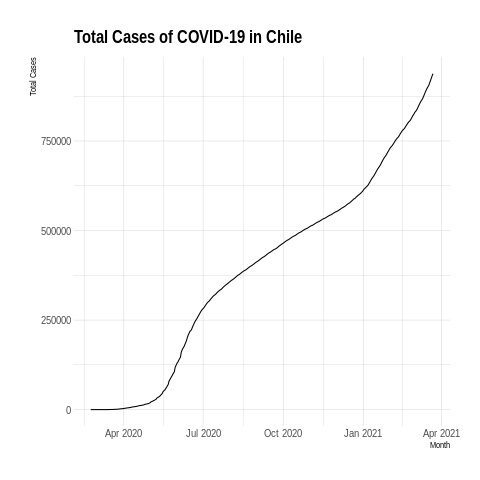 Total Cases of COVID-19 in Chile
Total Cases
750000
500000
250000
0
Apr 2020 Jul 2020 Oct 2020 Jan 2021 Apr 2021
Month